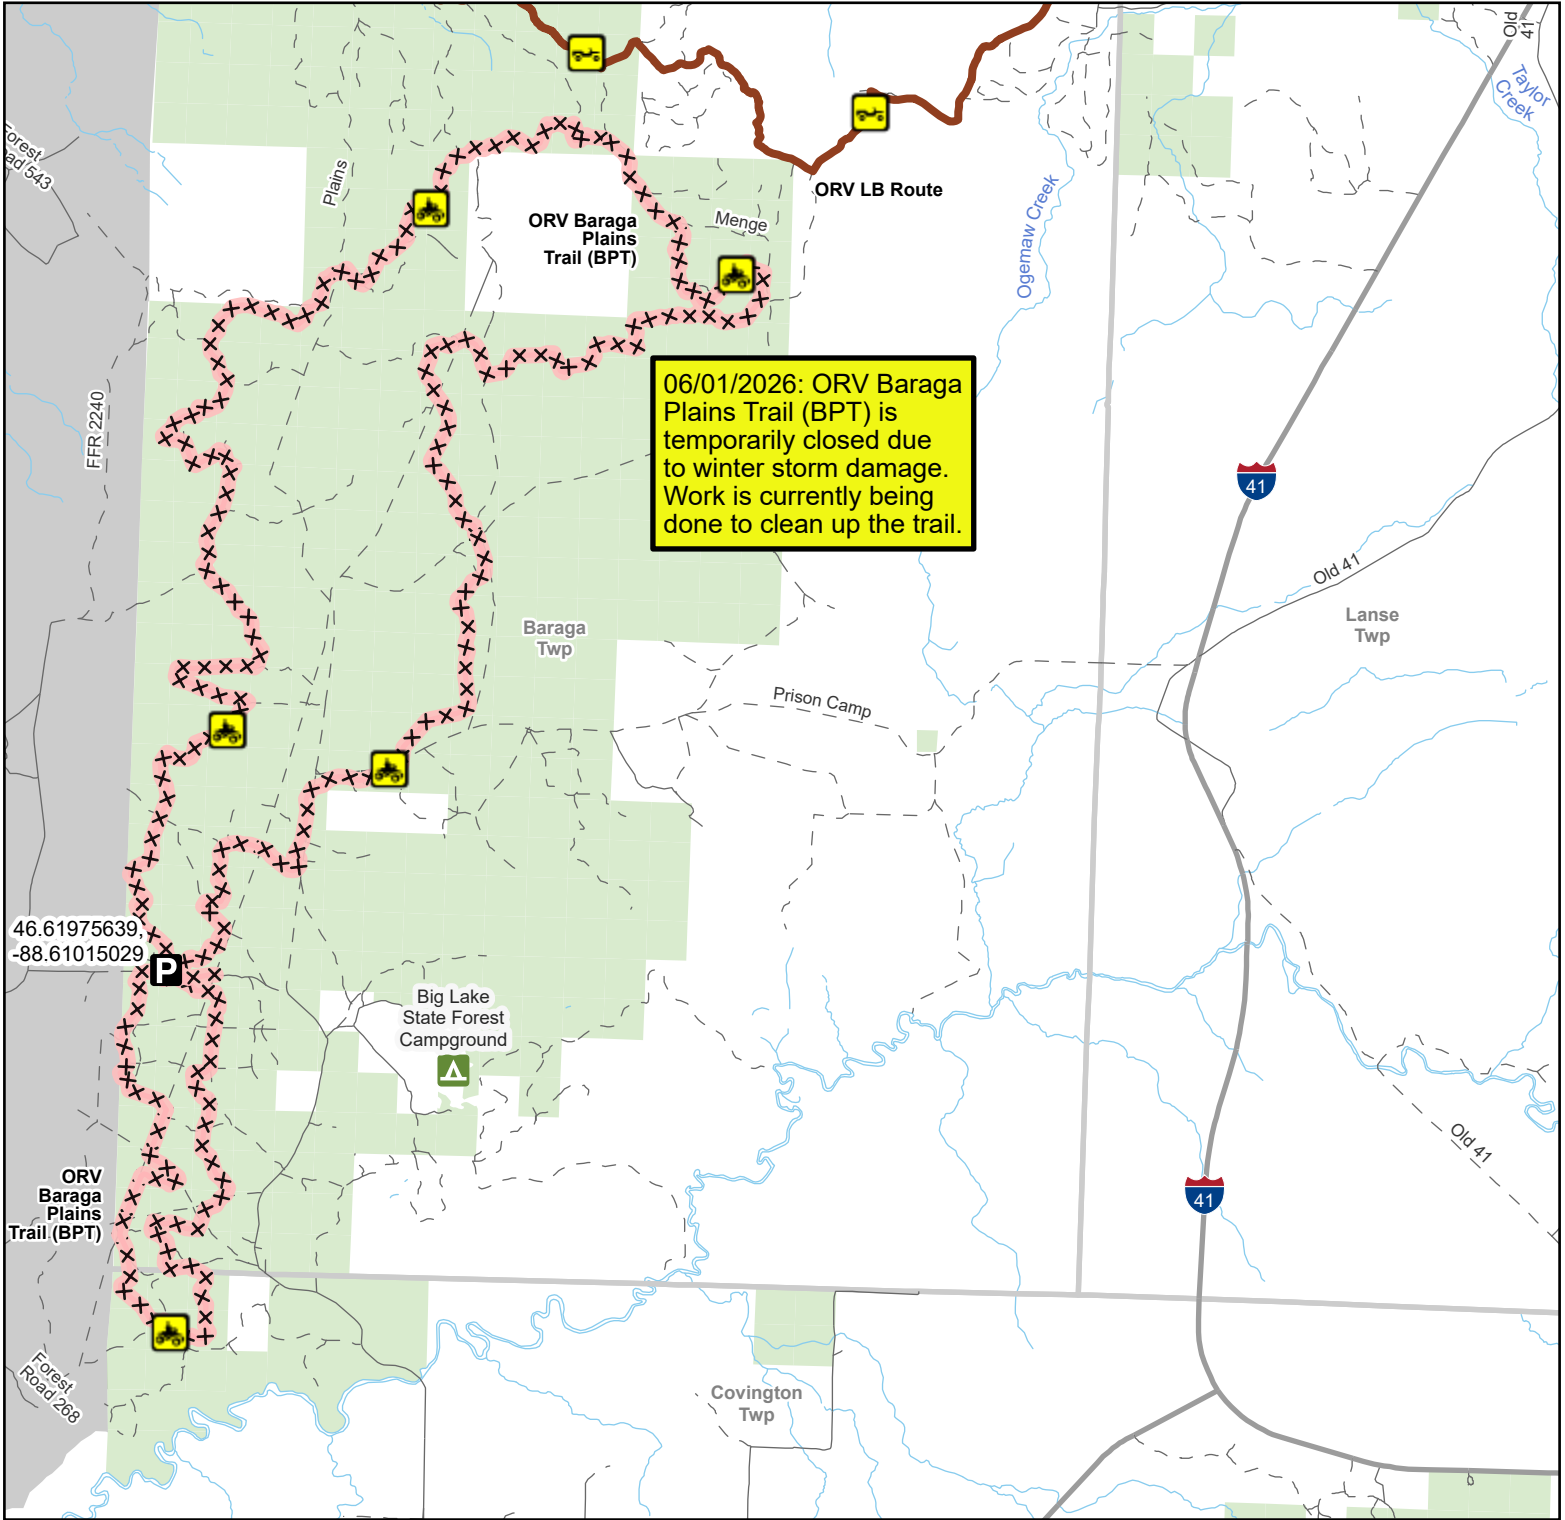 Old
41
Taylor
Creek
Forest
Road 543
Plains
ORV LB Route
ORV Baraga
Plains
Trail (BPT)
Menge
Ogemaw Creek
FFR 2240
06/01/2026: ORV Baraga
Plains Trail (BPT) is
temporarily closed due
to winter storm damage.
Work is currently being
done to clean up the trail.
41
Old 41
Lanse
Twp
Baraga
Twp
Prison Camp
46.61975639,
-88.61015029
P
Big Lake
State Forest
Campground
Old 41
ORV
Baraga
Plains
Trail (BPT)
41
Forest
Road 268
Covington
Twp